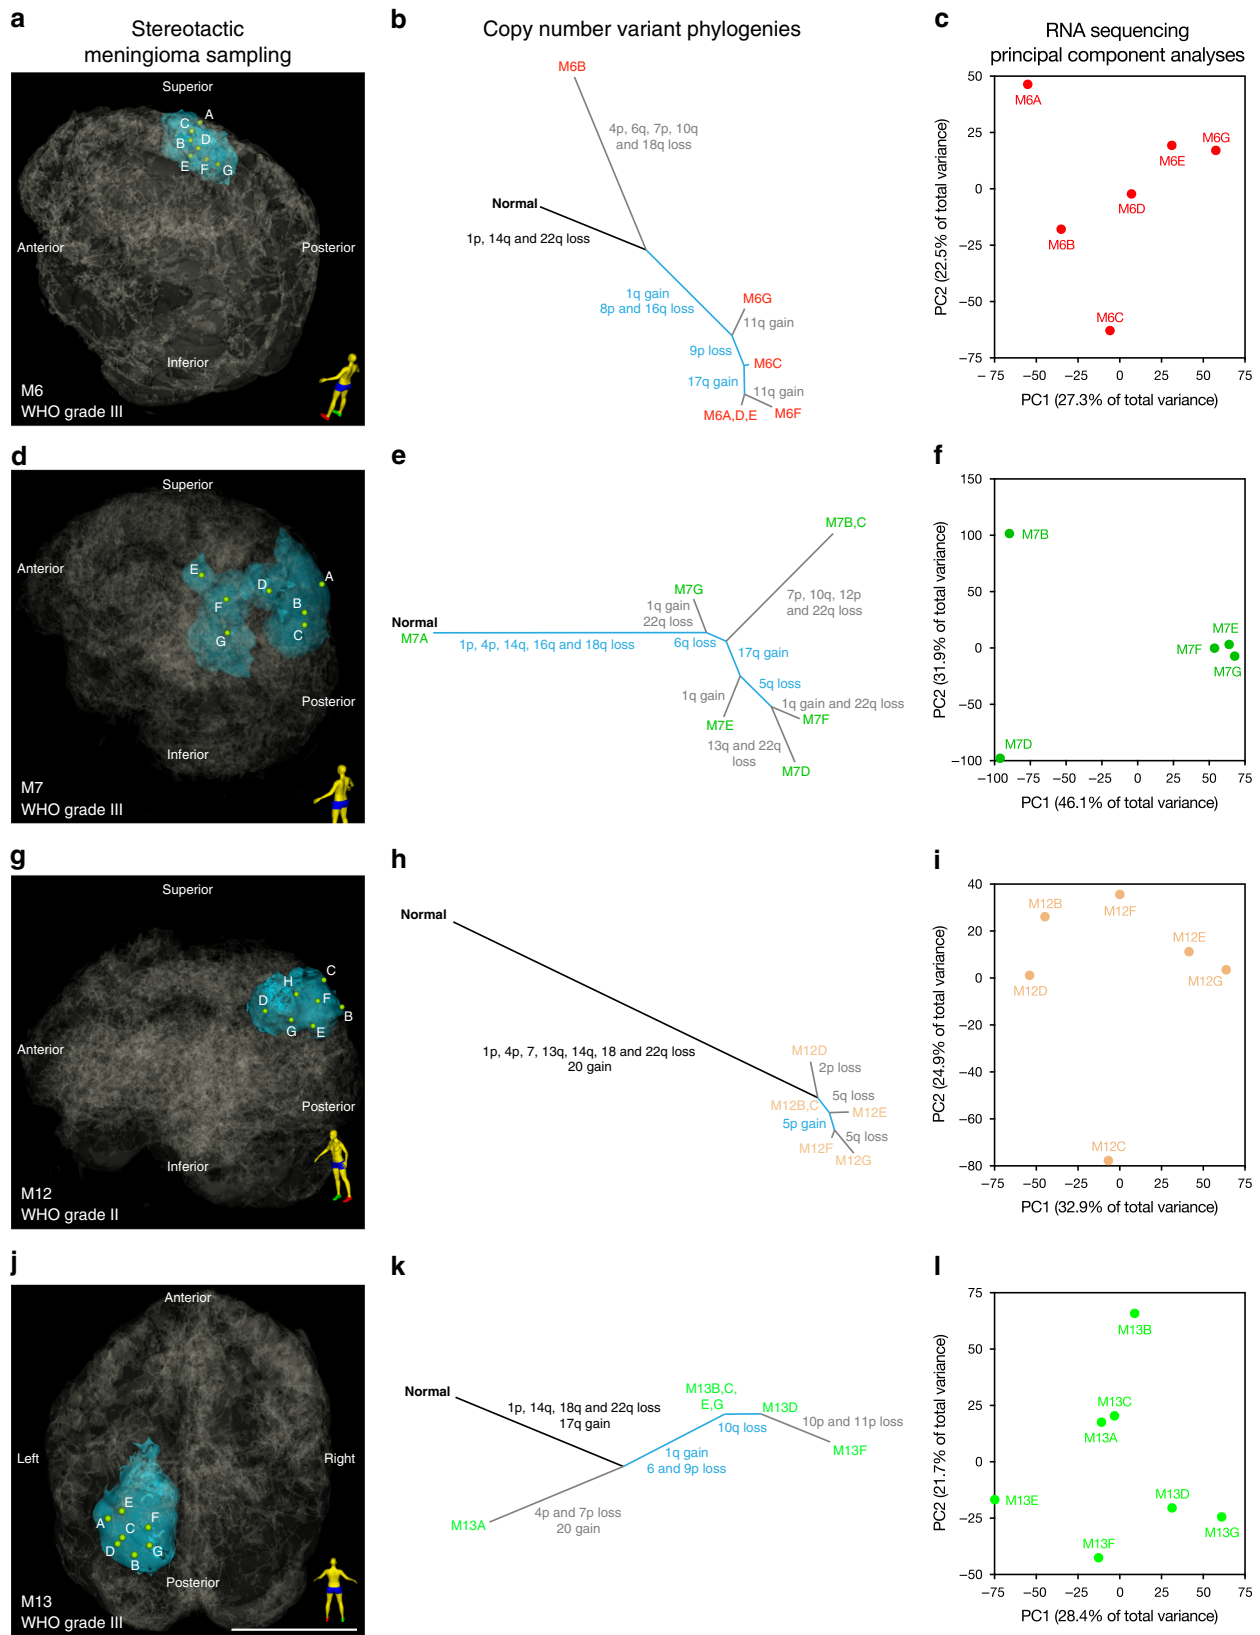 a
Stereotactic
meningioma sampling
Superior
A
C
D
B
E
F
G
Anterior
Posterior
Inferior
M6
WHO grade III
b
Copy number variant phylogenies
M6B
4p, 6q, 7p, 10q
and 18q loss
Normal
1p, 14q and 22q loss
1q gain
8p and 16q loss
M6G
11q gain
9p loss
M6C
17q gain
11q gain
M6A,D,E
M6F
c
RNA sequencing
principal component analyses
50
25
0
−25
−50
−75
PC2 (22.5% of total variance)
M6A
M6G
M6E
M6D
M6B
M6C
−75
−50
−25
0
25
50
75
PC1 (27.3% of total variance)
d
Superior
Anterior
E
D
A
F
B
G
C
Posterior
Inferior
M7
WHO grade III
e
M7B,C
M7G
7p, 10q, 12p
and 22q loss
1q gain
22q loss
Normal
M7A
1p, 4p, 14q, 16q and 18q loss
6q loss
17q gain
5q loss
1q gain
1q gain and 22q loss
M7E
M7F
13q and 22q
loss
M7D
f
150
100
50
0
−50
−100
PC2 (31.9% of total variance)
M7B
M7E
M7F
M7G
M7D
−100
−75
−50
−25
0
25
50
75
PC1 (46.1% of total variance)
g
Superior
C
H
D
F
B
G
E
Anterior
Posterior
Inferior
M12
WHO grade II
h
Normal
1p, 4p, 7, 13q, 14q, 18 and 22q loss
20 gain
M12D
2p loss
5q loss
M12B,C
M12E
5p gain
5q loss
M12F
M12G
i
40
20
0
−20
−40
−60
−80
PC2 (24.9% of total variance)
M12B
M12F
M12E
M12G
M12D
M12C
−75
−50
−25
0
25
50
75
PC1 (32.9% of total variance)
j
Anterior
Left
Right
E
A
F
C
D
G
B
Posterior
M13
WHO grade III
k
Normal
1p, 14q, 18q and 22q loss
17q gain
M13B,C,
E,G
M13D
10q loss
10p and 11p loss
M13F
1q gain
6 and 9p loss
M13A
4p and 7p loss
20 gain
l
75
50
25
0
−25
−50
PC2 (21.7% of total variance)
M13B
M13C
M13A
M13E
M13D
M13G
M13F
−75
−50
−25
0
25
50
75
PC1 (28.4% of total variance)